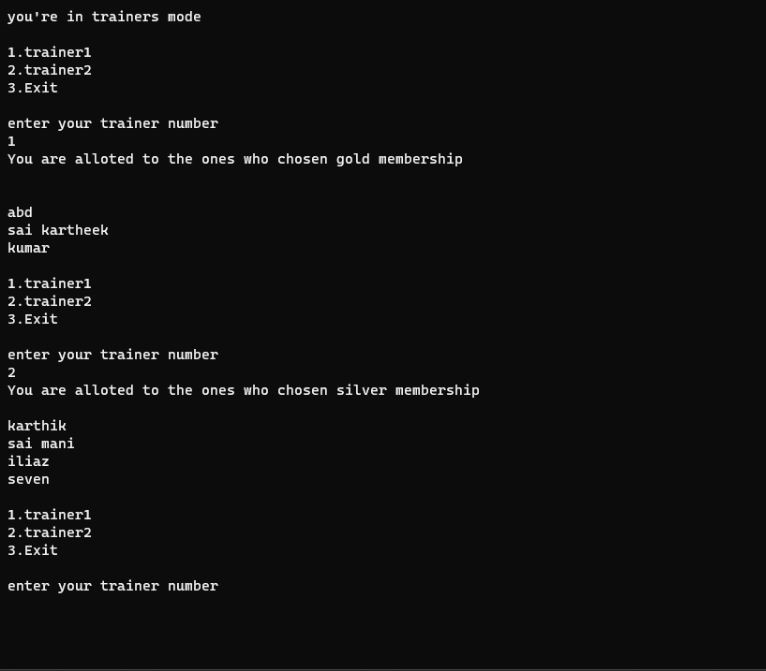 you're in trainers mode
1.trainer1
2.trainer2
3.Exit
enter your trainer number
1
You are alloted to the ones who chosen gold membership
abd
sai kartheek
kumar
1.trainer1
2.trainer2
3.Exit
enter your trainer number
2
You are alloted to the ones who chosen silver membership
karthik
sai mani
iliaz
seven
1.trainer1
2.trainer2
3.Exit
enter your trainer number